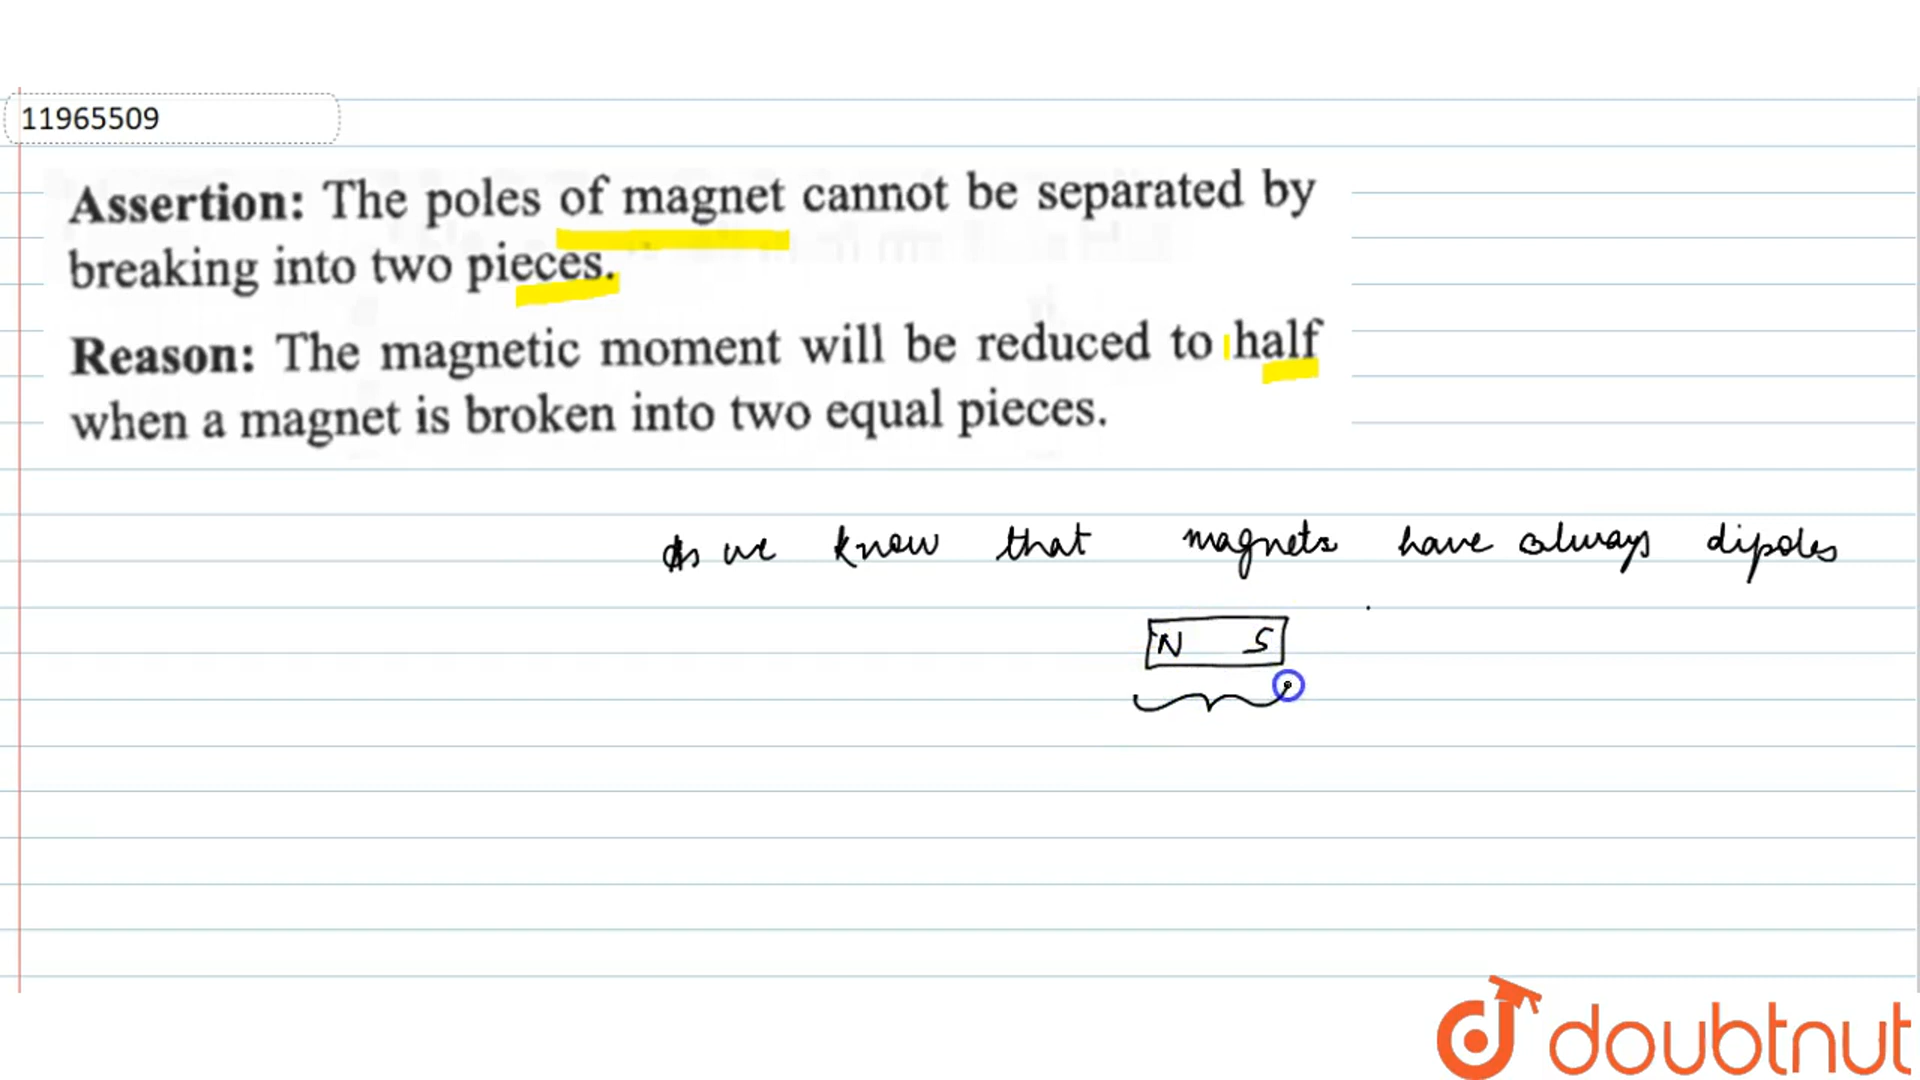 11965509
Assertion: The poles of magnet cannot be separated by
breaking into two pieces.
Reason: The magnetic moment will be reduced to half
when a magnet is broken into two equal pieces.
As we know that magnets have always dipoles
N S
doubtnut